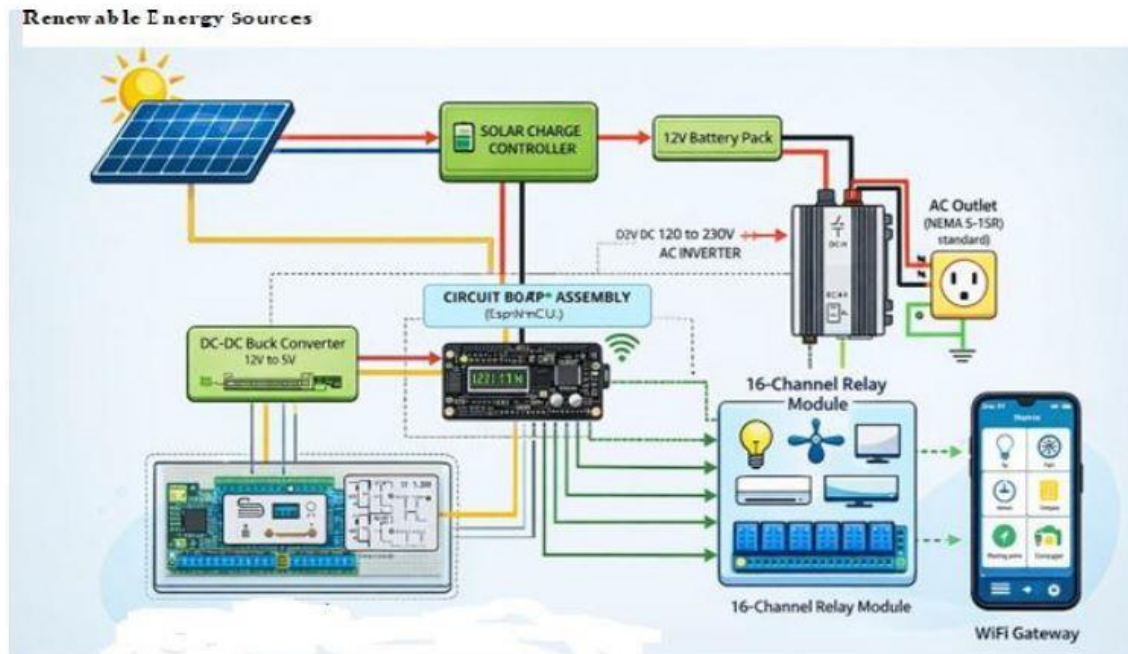 Renewable Energy Sources
SOLAR CHARGE
CONTROLLER
12V Battery Pack
AC Outlet
(NEMA 5-1SR)
standard)
D2V DC 120 to 230V
AC INVERTER
DC-H
CIRCUIT ASSEMBLY
DC-DC Buck Converter
12V to 5V
16-Channel Relay
Module
16-Channel Relay Module
WiFi Gateway